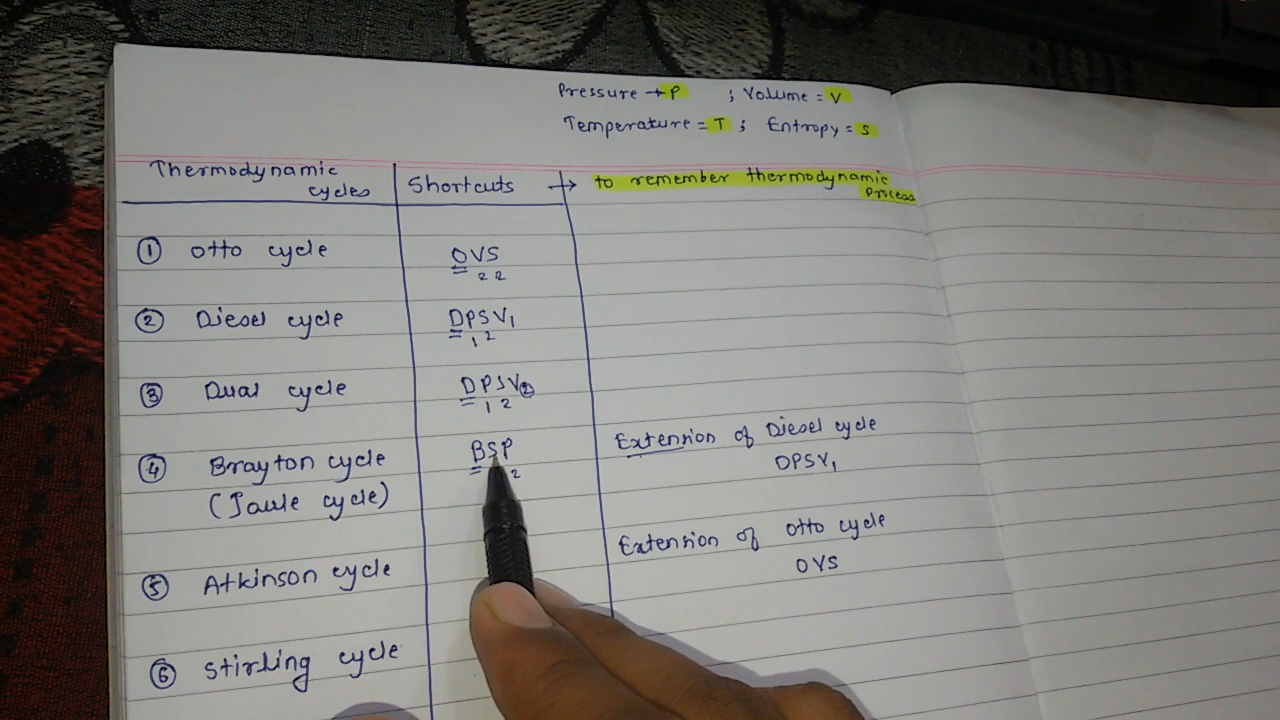 Pressure → P ; Volume = V
Temperature = T ; Entropy = S
Thermodynamic cycles
Shortcuts → to remember thermodynamic Process
① Otto cycle
OVS
2 2
② Diesel cycle
DPSV1
1 2
③ Dual cycle
DPSV②
1 2
④ Brayton cycle
(Joule cycle)
BSP
2
Extension of Diesel cycle
DPSV1
⑤ Atkinson cycle
Extension of Otto cycle
OVS
⑥ Stirling cycle